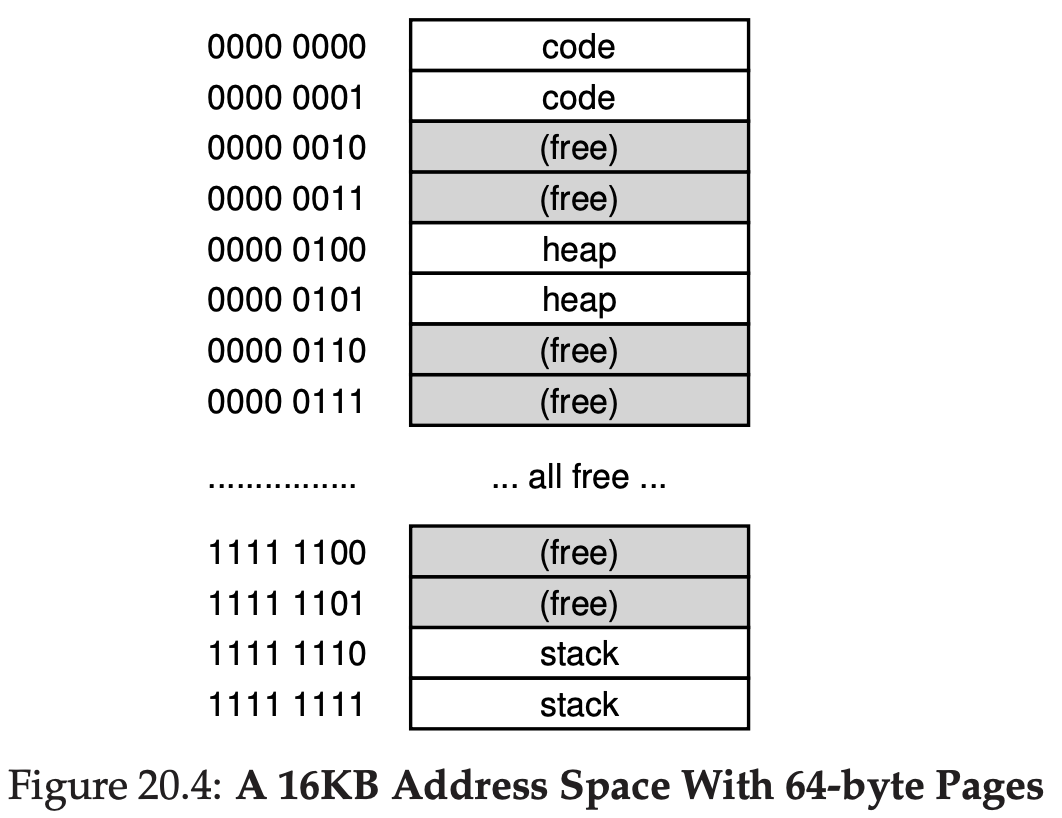 0000 0000 code
0000 0001 code
0000 0010 (free)
0000 0011 (free)
0000 0100 heap
0000 0101 heap
0000 0110 (free)
0000 0111 (free)
................ ... all free ...
1111 1100 (free)
1111 1101 (free)
1111 1110 stack
1111 1111 stack
Figure 20.4: A 16KB Address Space With 64-byte Pages